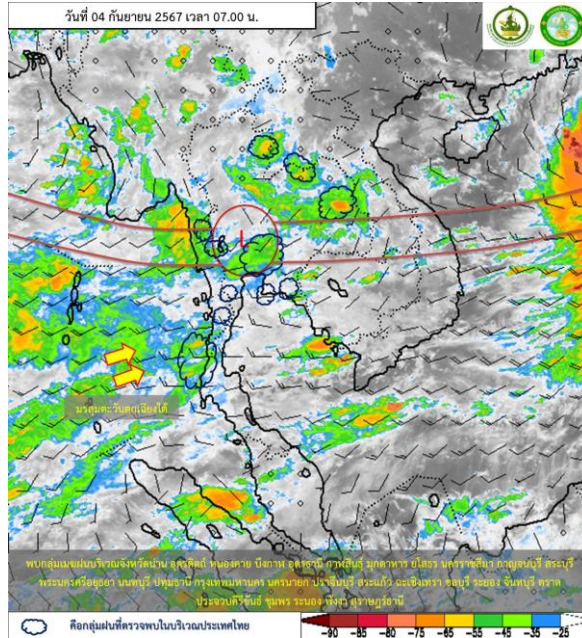 วันที่ 04 กันยายน 2567 เวลา 07.00 น.
L
มรสุมตะวันตกเฉียงใต้
พบกลุ่มเมฆฝนบริเวณจังหวัดน่าน อุตรดิตถ์ หนองคาย บึงกาฬ อุดรธานี กาฬสินธุ์ มุกดาหาร ยโสธร นครราชสีมา กาญจนบุรี สระบุรี
พระนครศรีอยุธยา นนทบุรี ปทุมธานี กรุงเทพมหานคร นครนายก ปราจีนบุรี สระแก้ว ฉะเชิงเทรา ชลบุรี ระยอง จันทบุรี ตราด
ประจวบคีรีขันธ์ ชุมพร ระนอง พังงา สุราษฎร์ธานี
คือกลุ่มฝนที่ตรวจพบในบริเวณประเทศไทย
-90 -85 -80 -75 -65 -55 -45 -35 -25